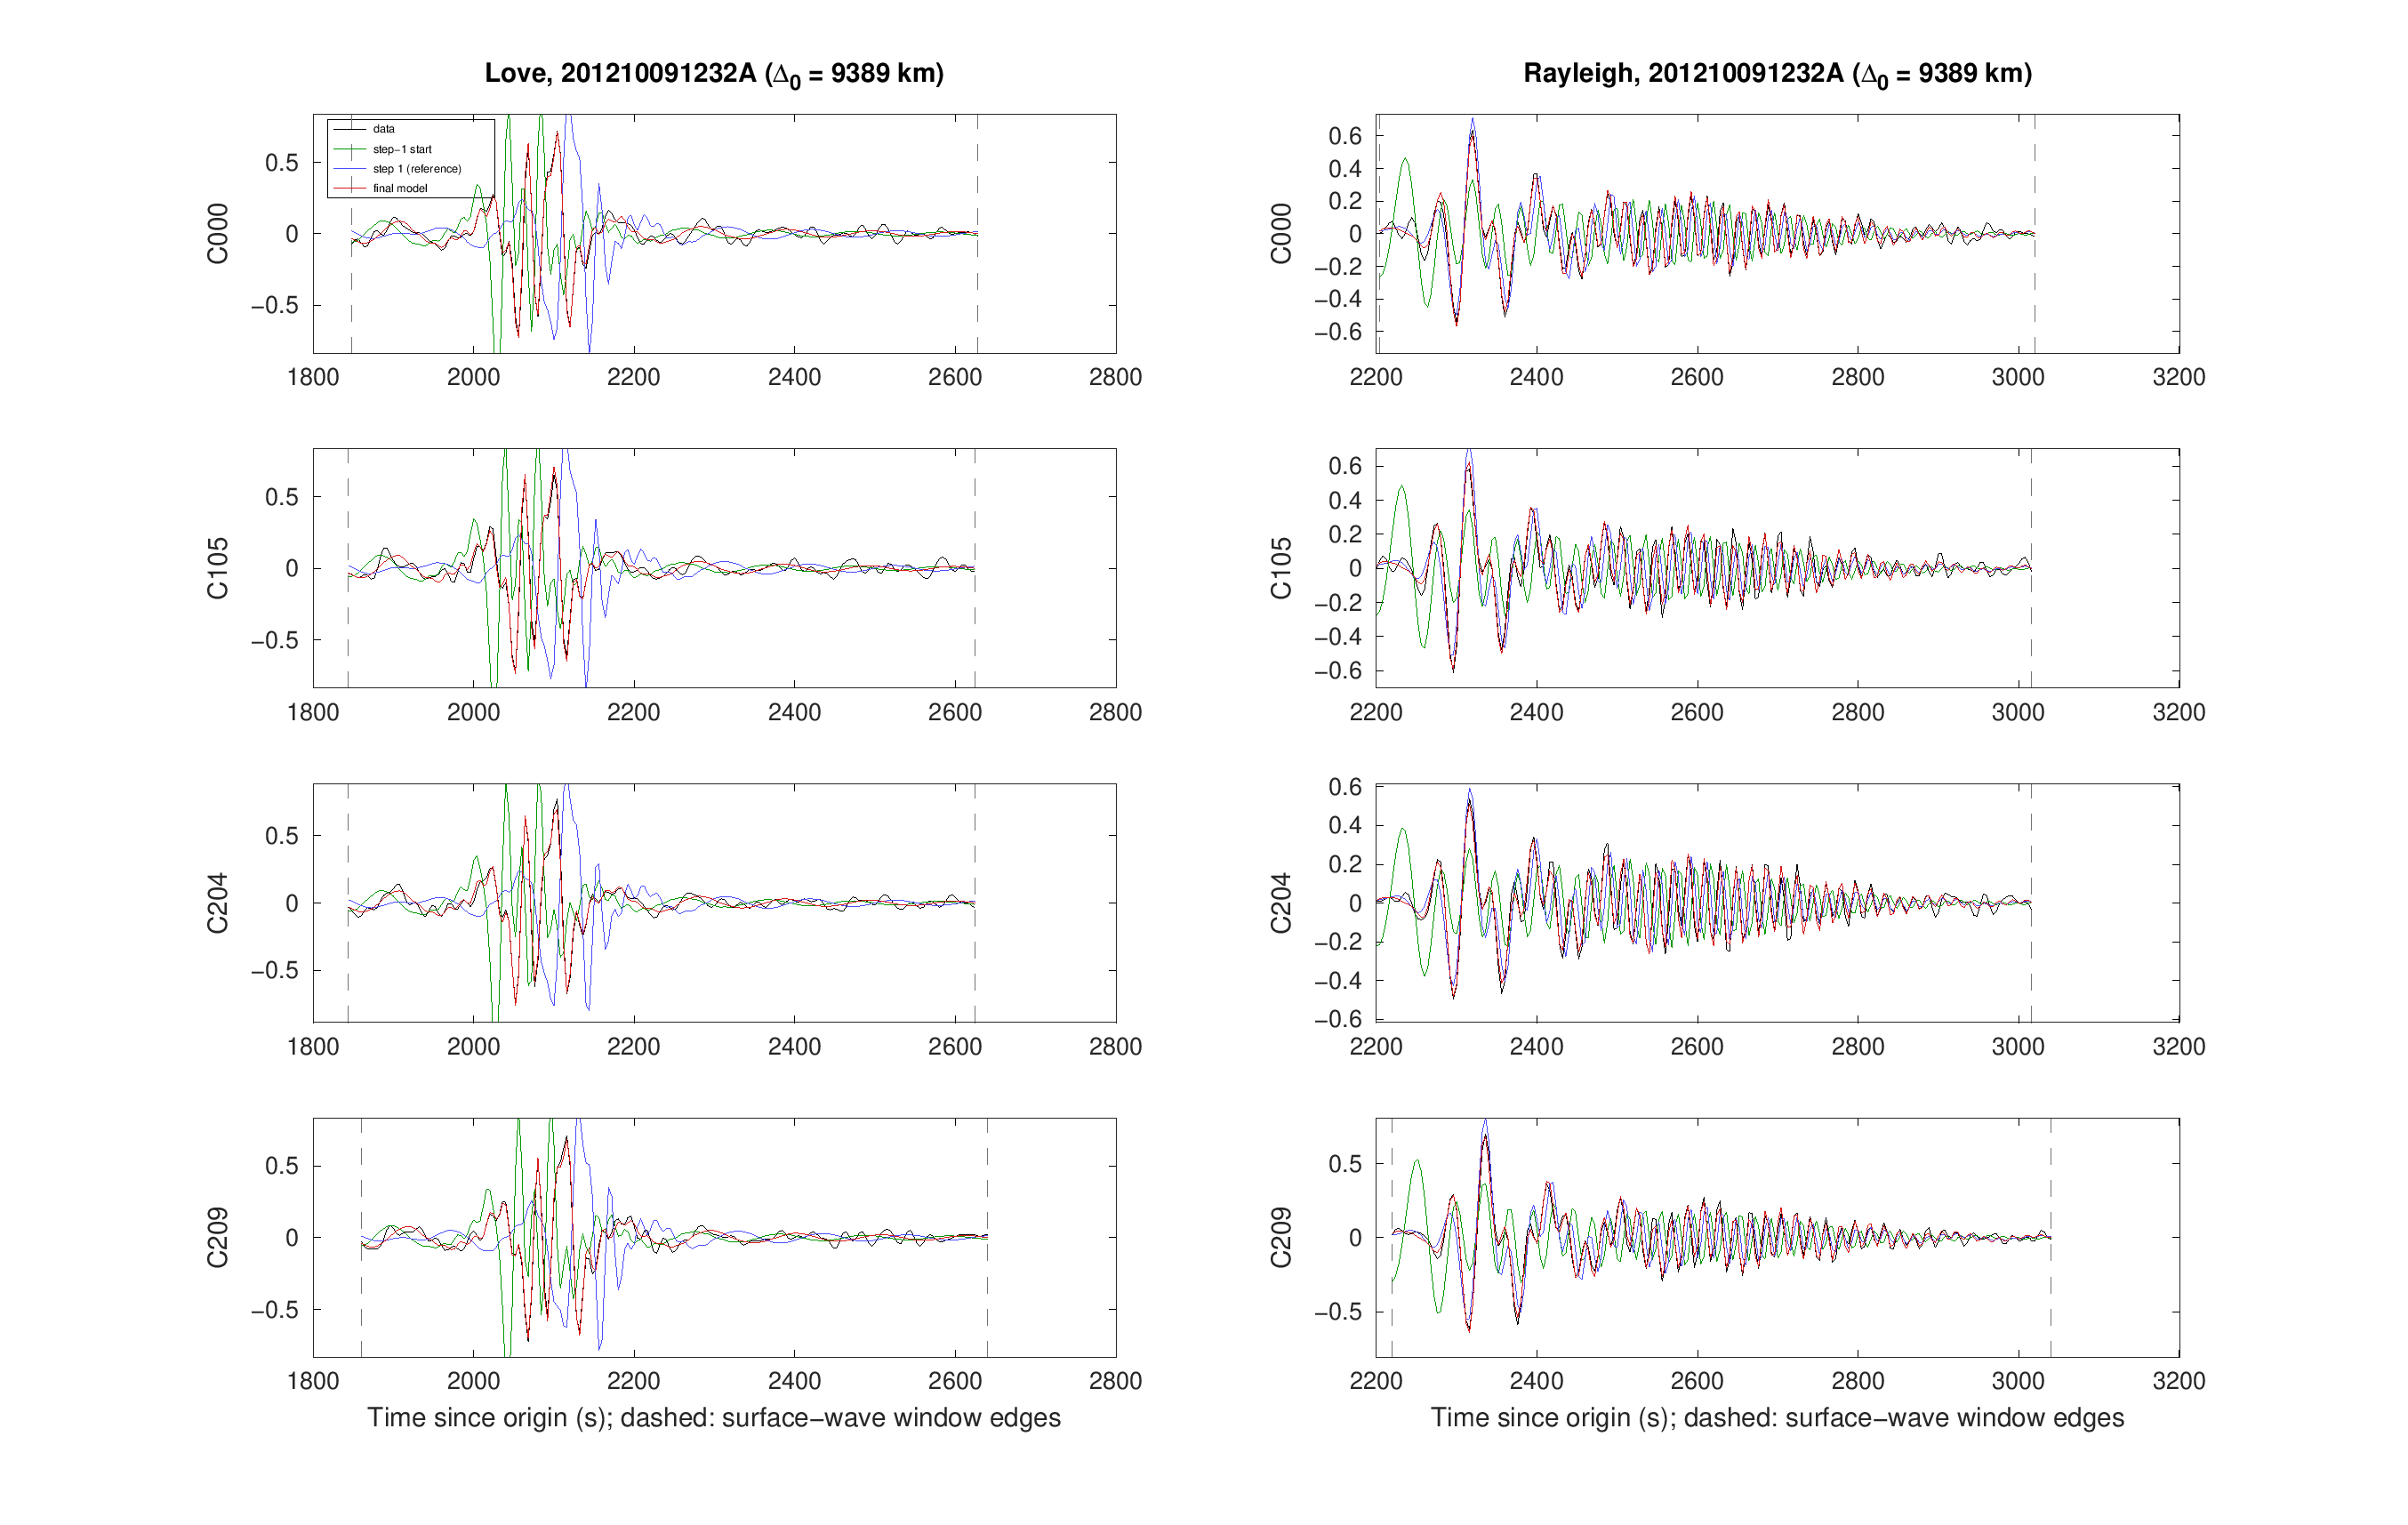 Love, 201210091232A (Δ0 = 9389 km)
data
step−1 start
step 1 (reference)
final model
C000
0.5
0
−0.5
1800 2000 2200 2400 2600 2800
C105
0.5
0
−0.5
1800 2000 2200 2400 2600 2800
C204
0.5
0
−0.5
1800 2000 2200 2400 2600 2800
C209
0.5
0
−0.5
1800 2000 2200 2400 2600 2800
Time since origin (s); dashed: surface−wave window edges
Rayleigh, 201210091232A (Δ0 = 9389 km)
C000
0.6
0.4
0.2
0
−0.2
−0.4
−0.6
2200 2400 2600 2800 3000 3200
C105
0.6
0.4
0.2
0
−0.2
−0.4
−0.6
2200 2400 2600 2800 3000 3200
C204
0.6
0.4
0.2
0
−0.2
−0.4
−0.6
2200 2400 2600 2800 3000 3200
C209
0.5
0
−0.5
2200 2400 2600 2800 3000 3200
Time since origin (s); dashed: surface−wave window edges